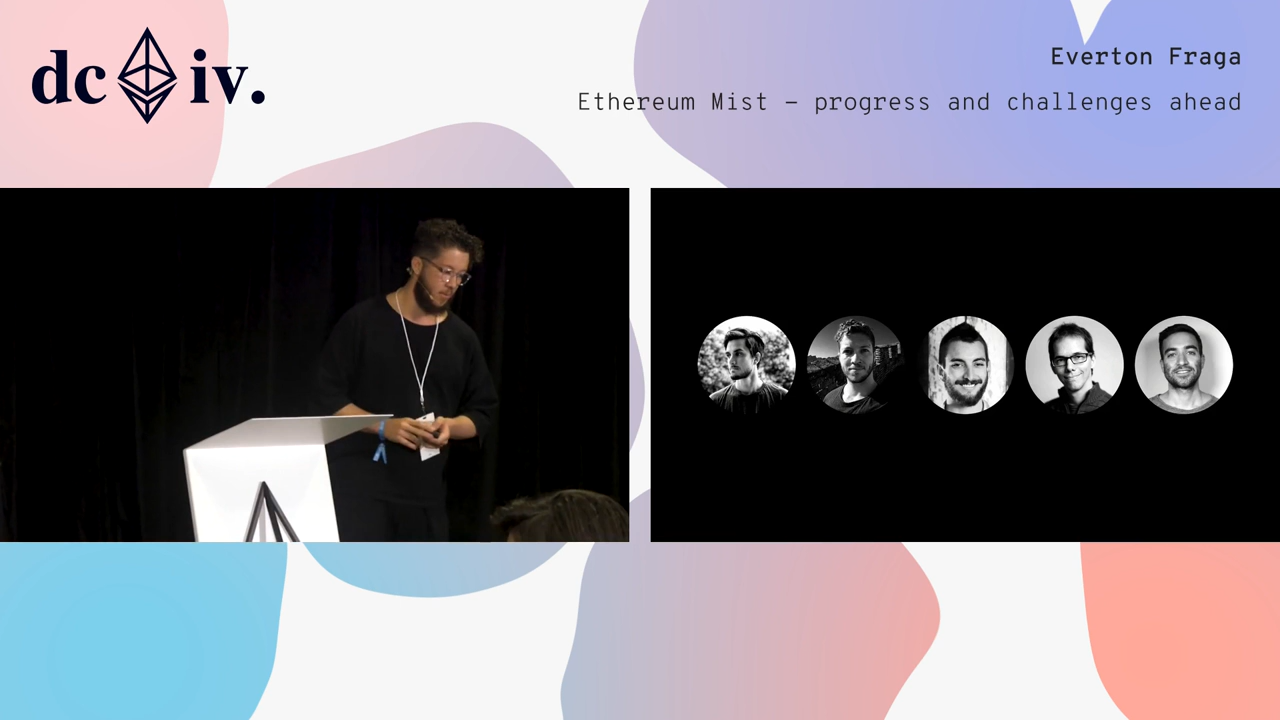 dc iv.
Everton Fraga
Ethereum Mist – progress and challenges ahead